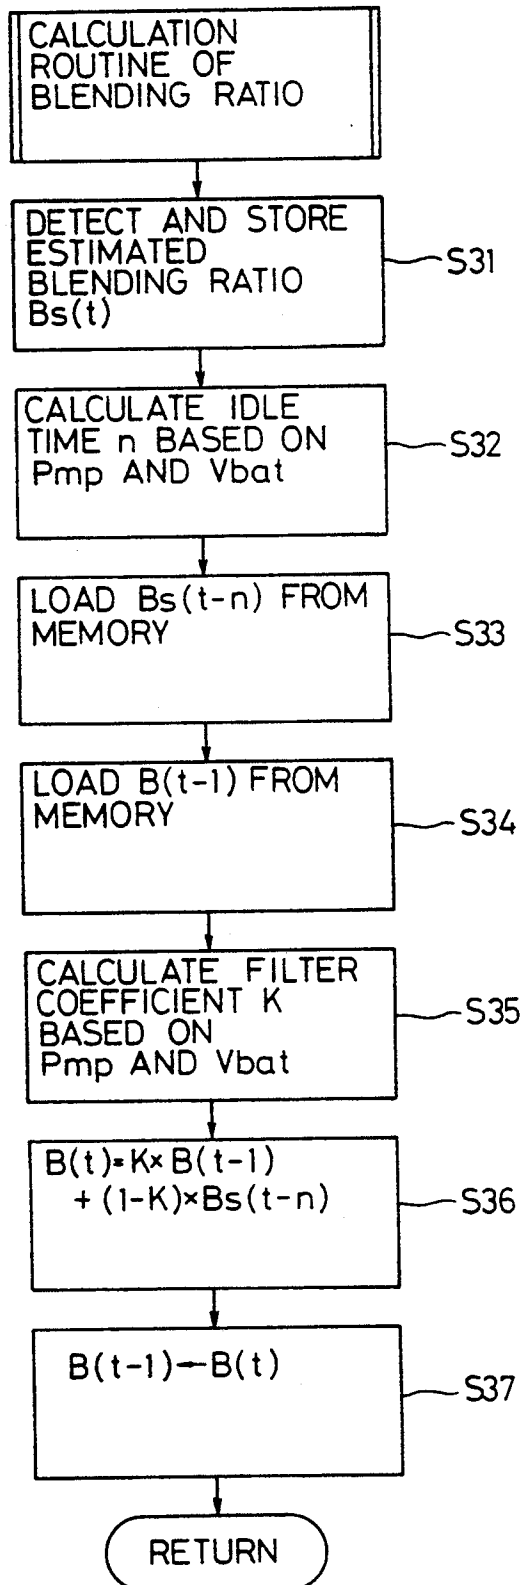 CALCULATION
ROUTINE OF
BLENDING RATIO
DETECT AND STORE
ESTIMATED
BLENDING RATIO
Bs(t)
S31
CALCULATE IDLE
TIME n BASED ON
Pmp AND Vbat
S32
LOAD Bs(t-n) FROM
MEMORY
S33
LOAD B(t-1) FROM
MEMORY
S34
CALCULATE FILTER
COEFFICIENT K
BASED ON
Pmp AND Vbat
S35
B(t)=K×B(t-1)
+(1-K)×Bs(t-n)
S36
B(t-1)←B(t)
S37
RETURN